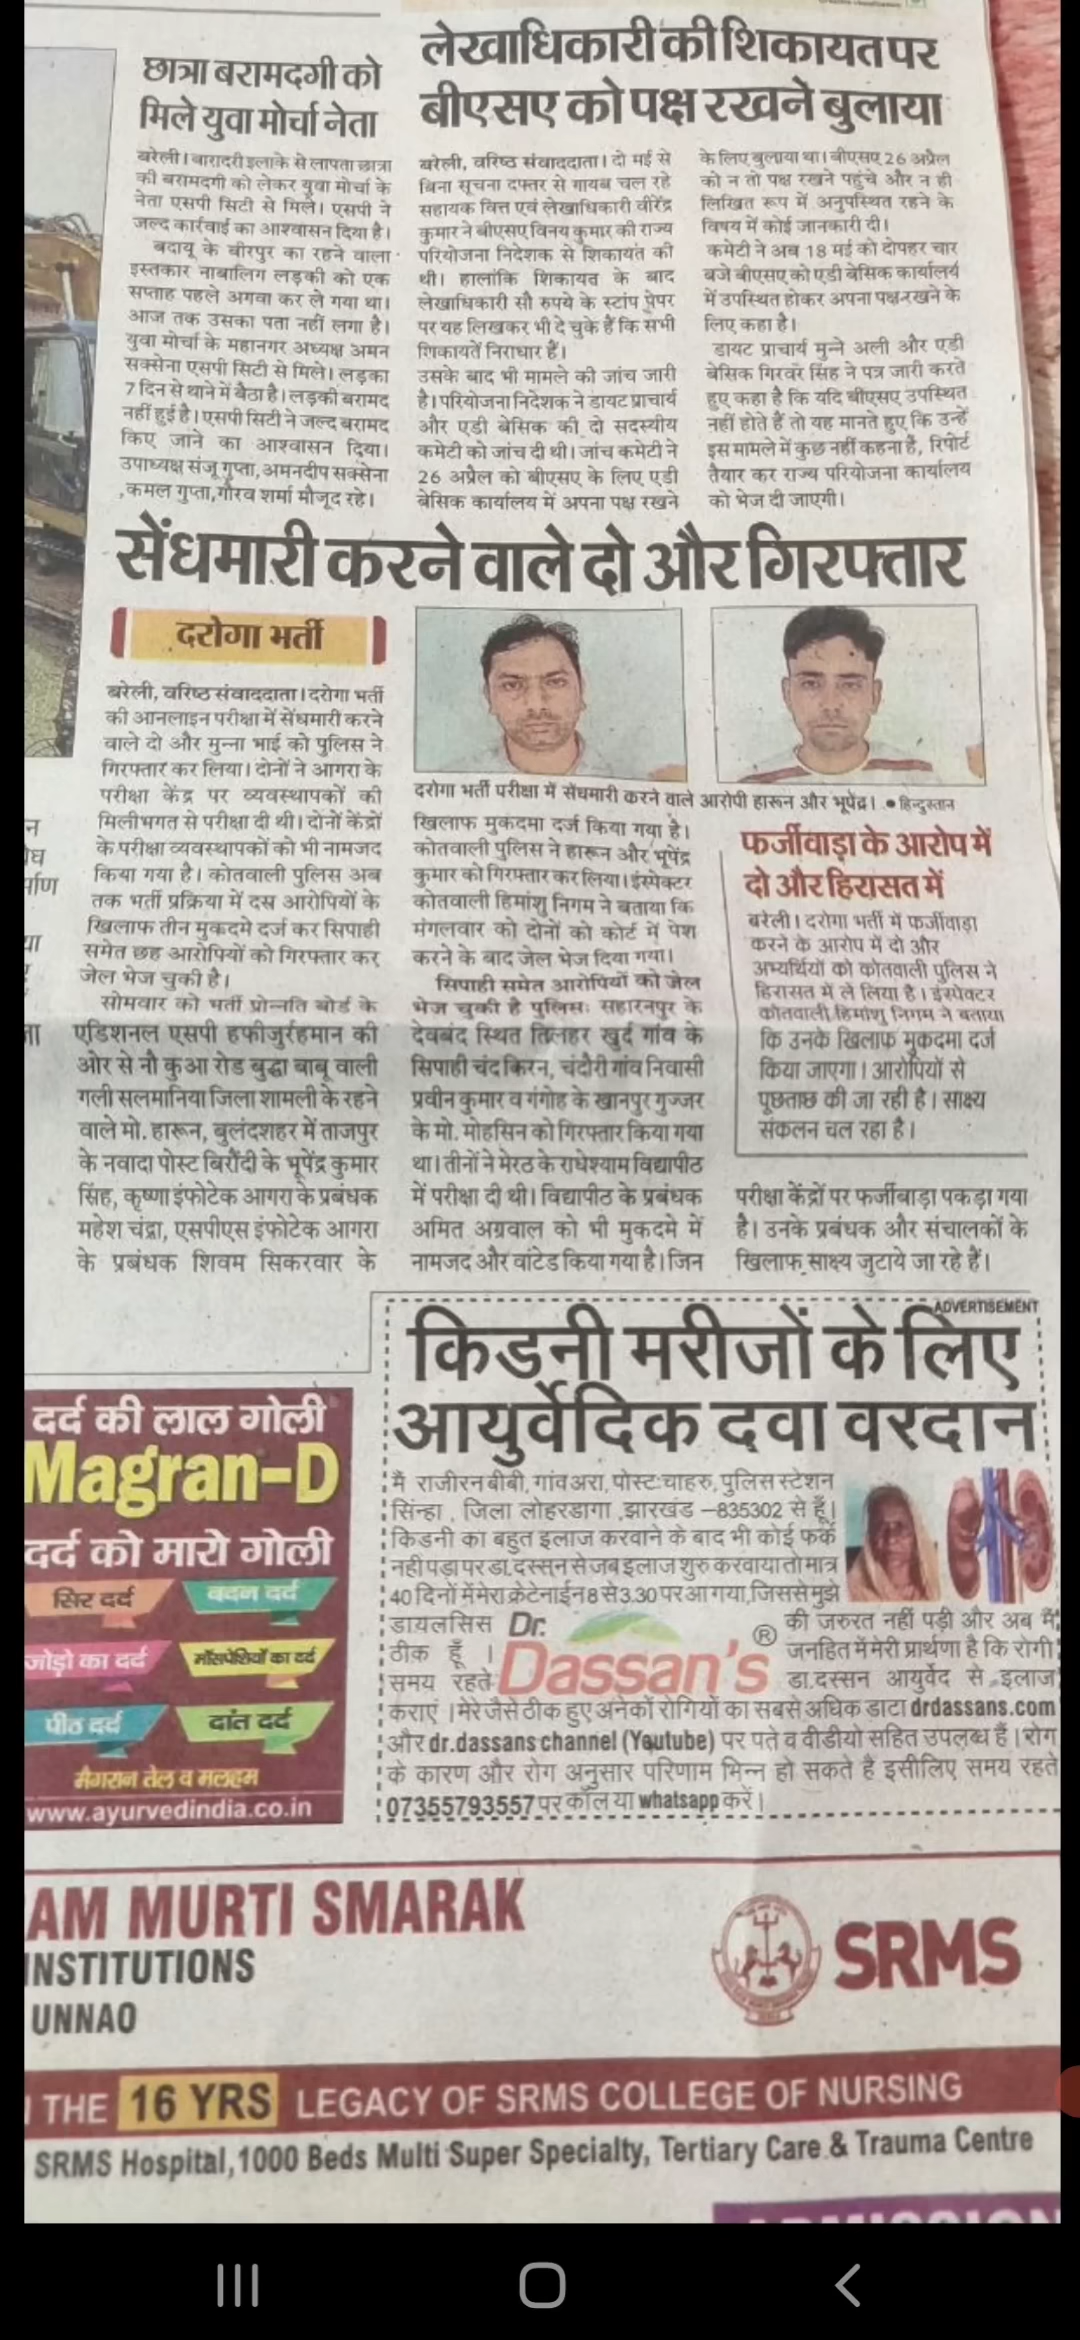 छात्रा बरामदगी को
मिले युवा मोर्चा नेता
बरेली। बारादरी इलाके से लापता छात्रा
की बरामदगी को लेकर युवा मोर्चा के
नेता एसपी सिटी से मिले। एसपी ने
जल्द कार्रवाई का आश्वासन दिया है।
बदायू के बीरपुर का रहने वाला
इस्तकार नाबालिग लड़की को एक
सप्ताह पहले अगवा कर ले गया था।
आज तक उसका पता नहीं लगा है।
युवा मोर्चा के महानगर अध्यक्ष अमन
सक्सेना एसपी सिटी से मिले। लड़का
7 दिन से थाने में बैठा है। लड़की बरामद
नहीं हुई है। एसपी सिटी ने जल्द बरामद
किए जाने का आश्वासन दिया।
उपाध्यक्ष संजू गुप्ता, अमनदीप सक्सेना
,कमल गुप्ता,गौरव शर्मा मौजूद रहे।
लेखाधिकारी की शिकायत पर
बीएसए को पक्ष रखने बुलाया
बरेली, वरिष्ठ संवाददाता। दो मई से
बिना सूचना दफ्तर से गायब चल रहे
सहायक वित्त एवं लेखाधिकारी वीरेंद्र
कुमार ने बीएसए विनय कुमार की राज्य
परियोजना निदेशक से शिकायत की
थी। हालांकि शिकायत के बाद
लेखाधिकारी सौ रुपये के स्टांप पेपर
पर यह लिखकर भी दे चुके हैं कि सभी
शिकायतें निराधार हैं।
उसके बाद भी मामले की जांच जारी
है। परियोजना निदेशक ने डायट प्राचार्य
और एडी बेसिक की दो सदस्यीय
कमेटी को जांच दी थी। जांच कमेटी ने
26 अप्रैल को बीएसए के लिए एडी
बेसिक कार्यालय में अपना पक्ष रखने
के लिए बुलाया था। बीएसए 26 अप्रैल
को न तो पक्ष रखने पहुंचे और न ही
लिखित रूप में अनुपस्थित रहने के
विषय में कोई जानकारी दी।
कमेटी ने अब 18 मई को दोपहर चार
बजे बीएसए को एडी बेसिक कार्यालय
में उपस्थित होकर अपना पक्ष रखने के
लिए कहा है।
डायट प्राचार्य मुन्ने अली और एडी
बेसिक गिरवर सिंह ने पत्र जारी करते
हुए कहा है कि यदि बीएसए उपस्थित
नहीं होते हैं तो यह मानते हुए कि उन्हें
इस मामले में कुछ नहीं कहना है, रिपोर्ट
तैयार कर राज्य परियोजना कार्यालय
को भेज दी जाएगी।
सेंधमारी करने वाले दो और गिरफ्तार
दरोगा भर्ती
बरेली, वरिष्ठ संवाददाता। दरोगा भर्ती
की आनलाइन परीक्षा में सेंधमारी करने
वाले दो और मुन्ना भाई को पुलिस ने
गिरफ्तार कर लिया। दोनों ने आगरा के
परीक्षा केंद्र पर व्यवस्थापकों की
मिलीभगत से परीक्षा दी थी। दोनों केंद्रों
के परीक्षा व्यवस्थापकों को भी नामजद
किया गया है। कोतवाली पुलिस अब
तक भर्ती प्रक्रिया में दस आरोपियों के
खिलाफ तीन मुकदमे दर्ज कर सिपाही
समेत छह आरोपियों को गिरफ्तार कर
जेल भेज चुकी है।
सोमवार को भर्ती प्रोन्नति बोर्ड के
एडिशनल एसपी हफीजुर्रहमान की
ओर से नौ कुआ रोड बुद्धा बाबू वाली
गली सलमानिया जिला शामली के रहने
वाले मो. हारून, बुलंदशहर में ताजपुर
के नवादा पोस्ट बिरौंदी के भूपेंद्र कुमार
सिंह, कृष्णा इंफोटेक आगरा के प्रबंधक
महेश चंद्रा, एसपीएस इंफोटेक आगरा
के प्रबंधक शिवम सिकरवार के
दरोगा भर्ती परीक्षा में सेंधमारी करने वाले आरोपी हारून और भूपेंद्र। • हिन्दुस्तान
खिलाफ मुकदमा दर्ज किया गया है।
कोतवाली पुलिस ने हारून और भूपेंद्र
कुमार को गिरफ्तार कर लिया। इंस्पेक्टर
कोतवाली हिमांशु निगम ने बताया कि
मंगलवार को दोनों को कोर्ट में पेश
करने के बाद जेल भेज दिया गया।
सिपाही समेत आरोपियों को जेल
भेज चुकी है पुलिसः सहारनपुर के
देवबंद स्थित तिलहर खुर्द गांव के
सिपाही चंद किरन, चंदौरी गांव निवासी
प्रवीन कुमार व गंगोह के खानपुर गुज्जर
के मो. मोहसिन को गिरफ्तार किया गया
था। तीनों ने मेरठ के राधेश्याम विद्यापीठ
में परीक्षा दी थी। विद्यापीठ के प्रबंधक
अमित अग्रवाल को भी मुकदमे में
नामजद और वांटेड किया गया है। जिन
फर्जीवाड़ा के आरोप में
दो और हिरासत में
बरेली। दरोगा भर्ती में फर्जीवाड़ा
करने के आरोप में दो और
अभ्यर्थियों को कोतवाली पुलिस ने
हिरासत में ले लिया है। इंस्पेक्टर
कोतवाली हिमांशु निगम ने बताया
कि उनके खिलाफ मुकदमा दर्ज
किया जाएगा। आरोपियों से
पूछताछ की जा रही है। साक्ष्य
संकलन चल रहा है।
परीक्षा केंद्रों पर फर्जीबाड़ा पकड़ा गया
है। उनके प्रबंधक और संचालकों के
खिलाफ साक्ष्य जुटाये जा रहे हैं।
दर्द की लाल गोली
Magran-D
दर्द को मारो गोली
सिर दर्द
बदन दर्द
जोड़ो का दर्द
मॉंसपेशियों का दर्द
पीठ दर्द
दांत दर्द
मैगरान तेल व मलहम
www.ayurvedindia.co.in
ADVERTISEMENT
किडनी मरीजों के लिए
आयुर्वेदिक दवा वरदान
मैं राजीरन बीबी, गांव अरा, पोस्ट:चाहरु, पुलिस स्टेशन
सिंन्हा , जिला लोहरडागा ,झारखंड –835302 से हूँ।
किडनी का बहुत इलाज करवाने के बाद भी कोई फर्क
नही पड़ा पर डा.दस्सन से जब इलाज शुरु करवाया तो मात्र
40 दिनों में मेरा क्रेटेनाईन 8 से 3.30 पर आ गया, जिससे मुझे
डायलसिस
ठीक हूँ ।
समय रहते
Dr.
Dassan's ®
की जरुरत नहीं पड़ी और अब मैं
जनहित में मेरी प्रार्थणा है कि रोगी
डा.दस्सन आयुर्वेद से इलाज
कराएं । मेरे जैसे ठीक हुए अनेकों रोगियों का सबसे अधिक डाटा drdassans.com
और dr.dassans channel (Youtube) पर पते व वीडीयो सहित उपलब्ध हैं। रोग
के कारण और रोग अनुसार परिणाम भिन्न हो सकते है इसीलिए समय रहते
07355793557 पर कॉल या whatsapp करें।
AM MURTI SMARAK
INSTITUTIONS
UNNAO
SRMS
THE 16 YRS LEGACY OF SRMS COLLEGE OF NURSING
SRMS Hospital, 1000 Beds Multi Super Specialty, Tertiary Care & Trauma Centre